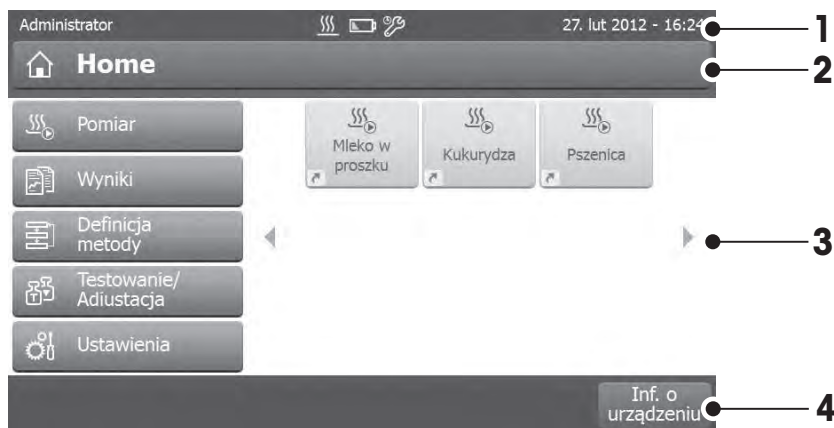 Administrator
27. lut 2012 - 16:24
1
Home
2
Pomiar
Wyniki
Definicja
metody
Testowanie/
Adiustacja
Ustawienia
Mleko w
proszku
Kukurydza
Pszenica
3
Inf. o
urządzeniu
4